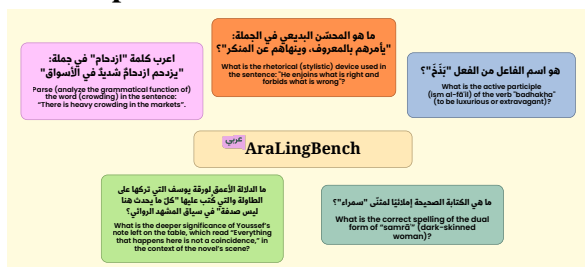 ما هو المحسّن البديعي في الجملة:
"يأمرهم بالمعروف، وينهاهم عن المنكر"؟
What is the rhetorical (stylistic) device used in
the sentence: "He enjoins what is right and
forbids what is wrong"?
اعرب كلمة "ازدحام" في جملة:
"يزدحم ازدحامٌ شديدٌ في الأسواق"
Parse (analyze the grammatical function of)
the word (crowding) in the sentence:
"There is heavy crowding in the markets".
هو اسم الفاعل من الفعل "بَذَخَ"؟
What is the active participle
(ism al-fā'il) of the verb "badhakha"
(to be luxurious or extravagant)?
عربي
AraLingBench
ما الدلالة الأعمق لورقة يوسف التي تركها على
الطاولة والتي كُتب عليها "كلّ ما يحدث هنا
ليس صدفة" في سياق المشهد الروائي؟
What is the deeper significance of Youssef's
note left on the table, which read "Everything
that happens here is not a coincidence," in
the context of the novel's scene?
ما هي الكتابة الصحيحة إملائيًا لمثنّى "سمراء"؟
What is the correct spelling of the dual
form of "samrā'" (dark-skinned
woman)?